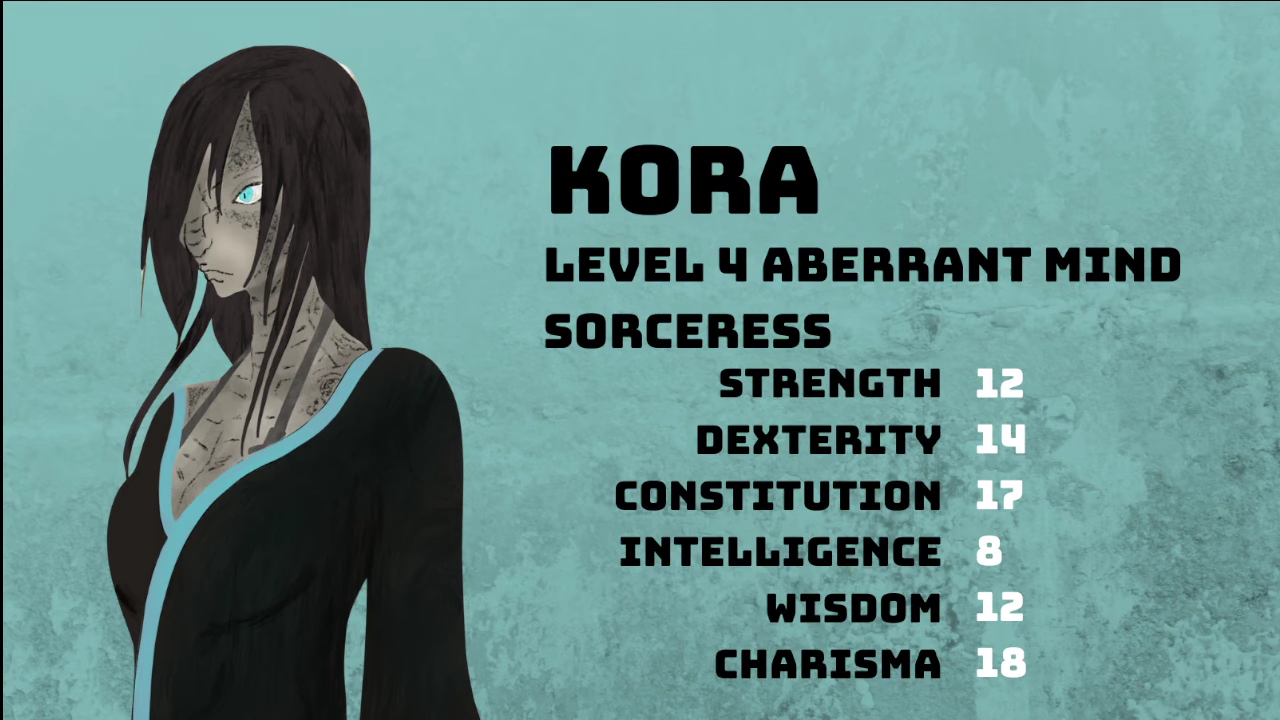 KORA
LEVEL 4 ABERRANT MIND
SORCERESS
STRENGTH 12
DEXTERITY 14
CONSTITUTION 17
INTELLIGENCE 8
WISDOM 12
CHARISMA 18